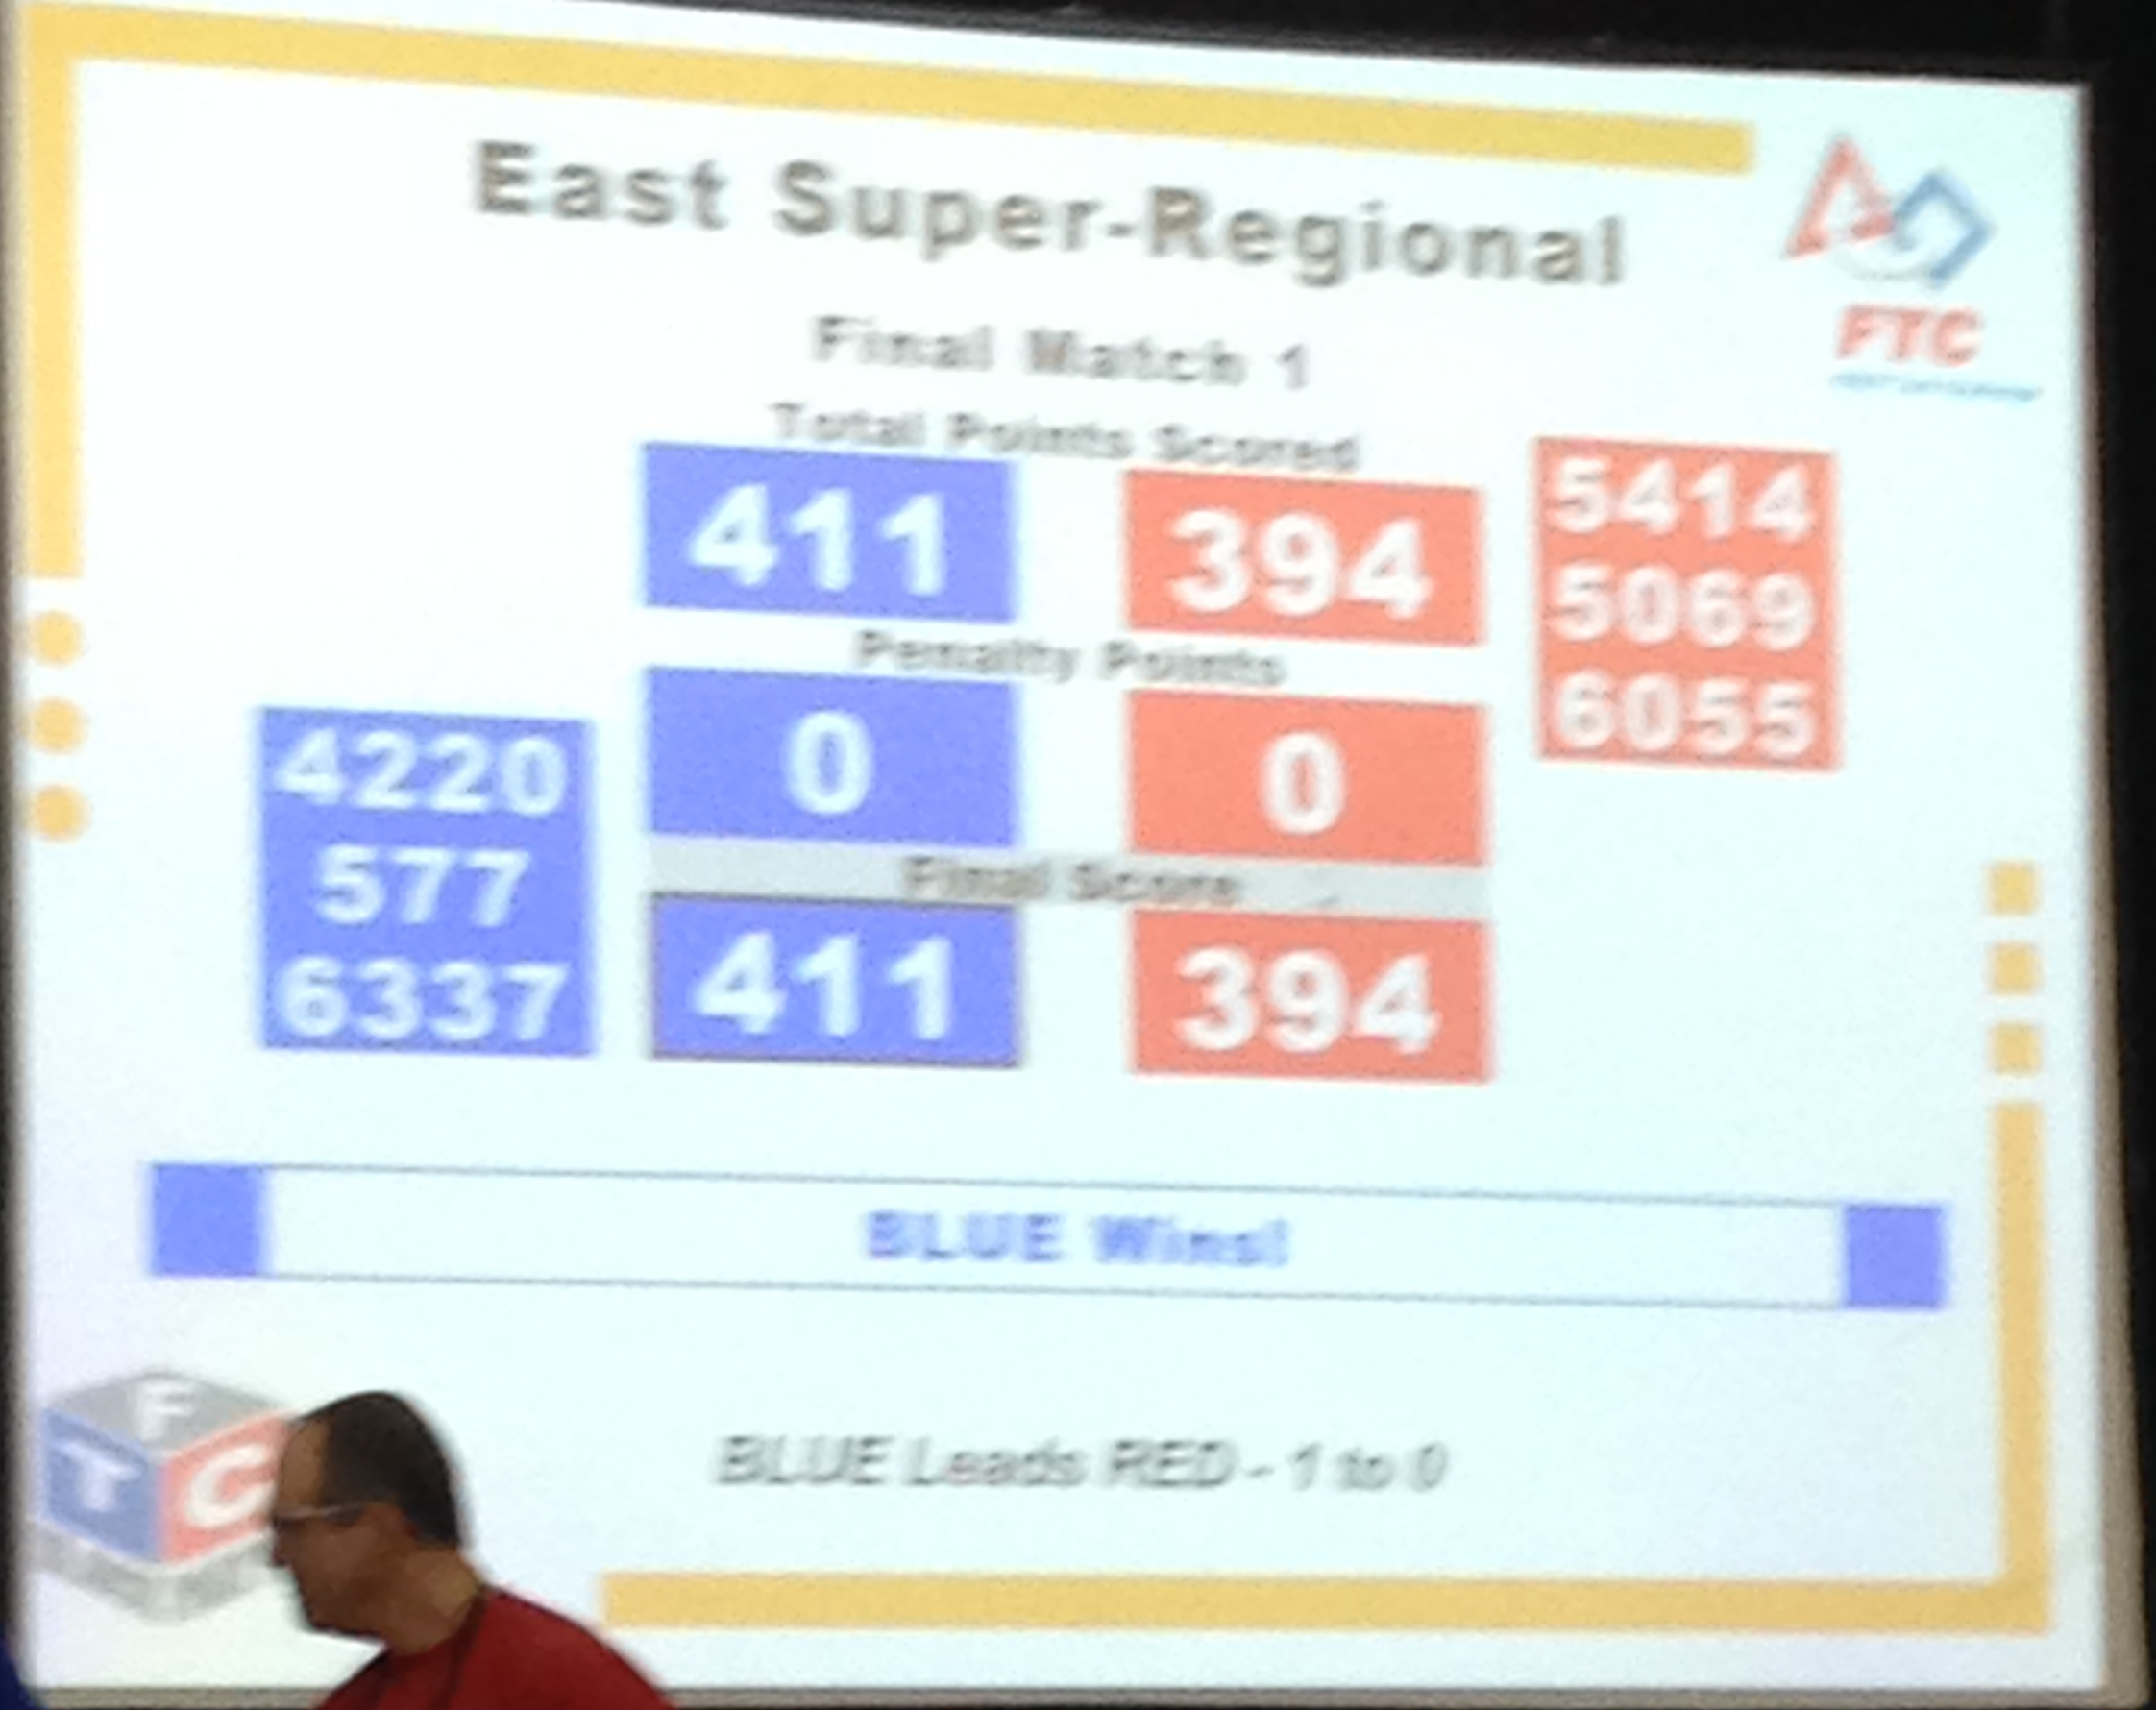 East Super-Regional
FTC
Final Match 1
Total Points Scored
411 394
5414
5069
6055
Penalty Points
0 0
4220
577
6337
Final Score
411 394
BLUE Wins!
BLUE Leads RED - 1 to 0
F
T C